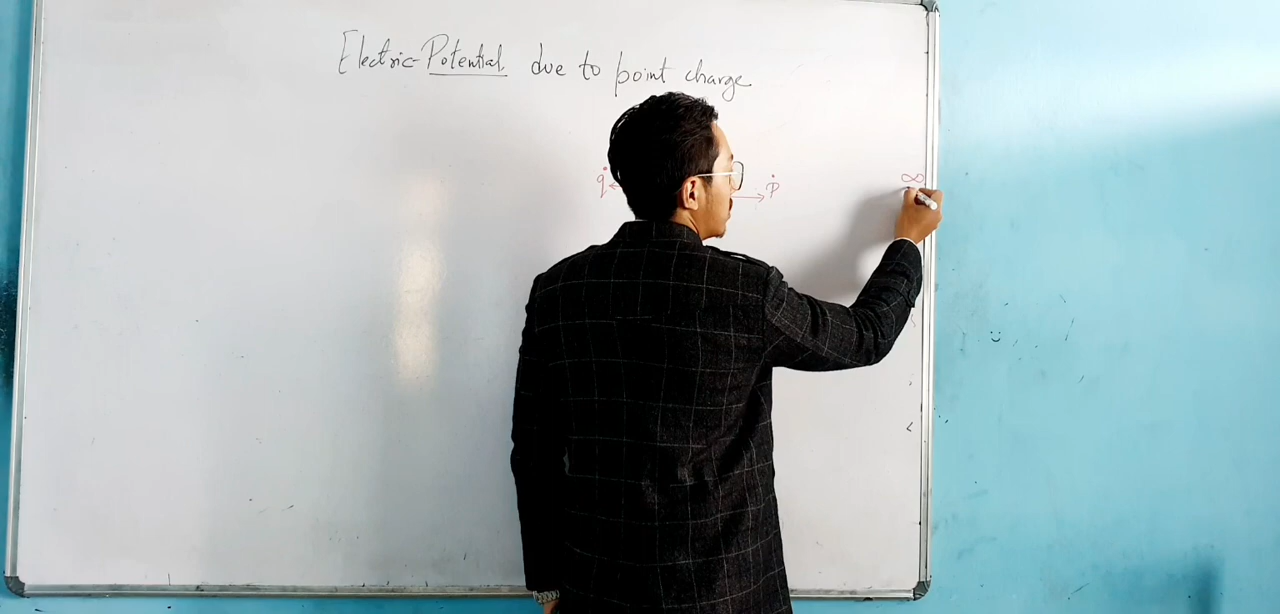 Electric-Potential due to point charge
q P ∞